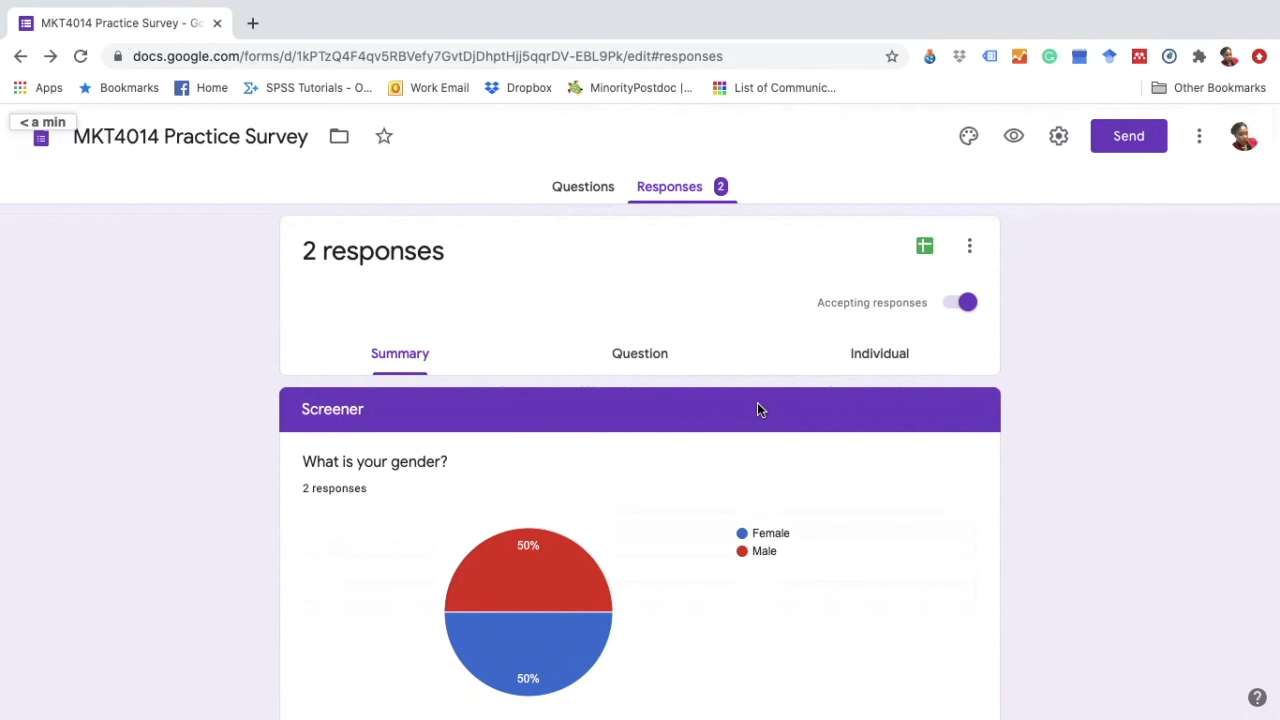 MKT4014 Practice Survey - Go
docs.google.com/forms/d/1kPTzQ4F4qv5RBVefy7GvtDjDhptHjj5qqrDV-EBL9Pk/edit#responses
Apps Bookmarks Home SPSS Tutorials - O... Work Email Dropbox MinorityPostdoc |... List of Communic... Other Bookmarks
< a min
MKT4014 Practice Survey
Send
Questions Responses 2
2 responses
Accepting responses
Summary Question Individual
Screener
What is your gender?
2 responses
50%
Female
Male
50%